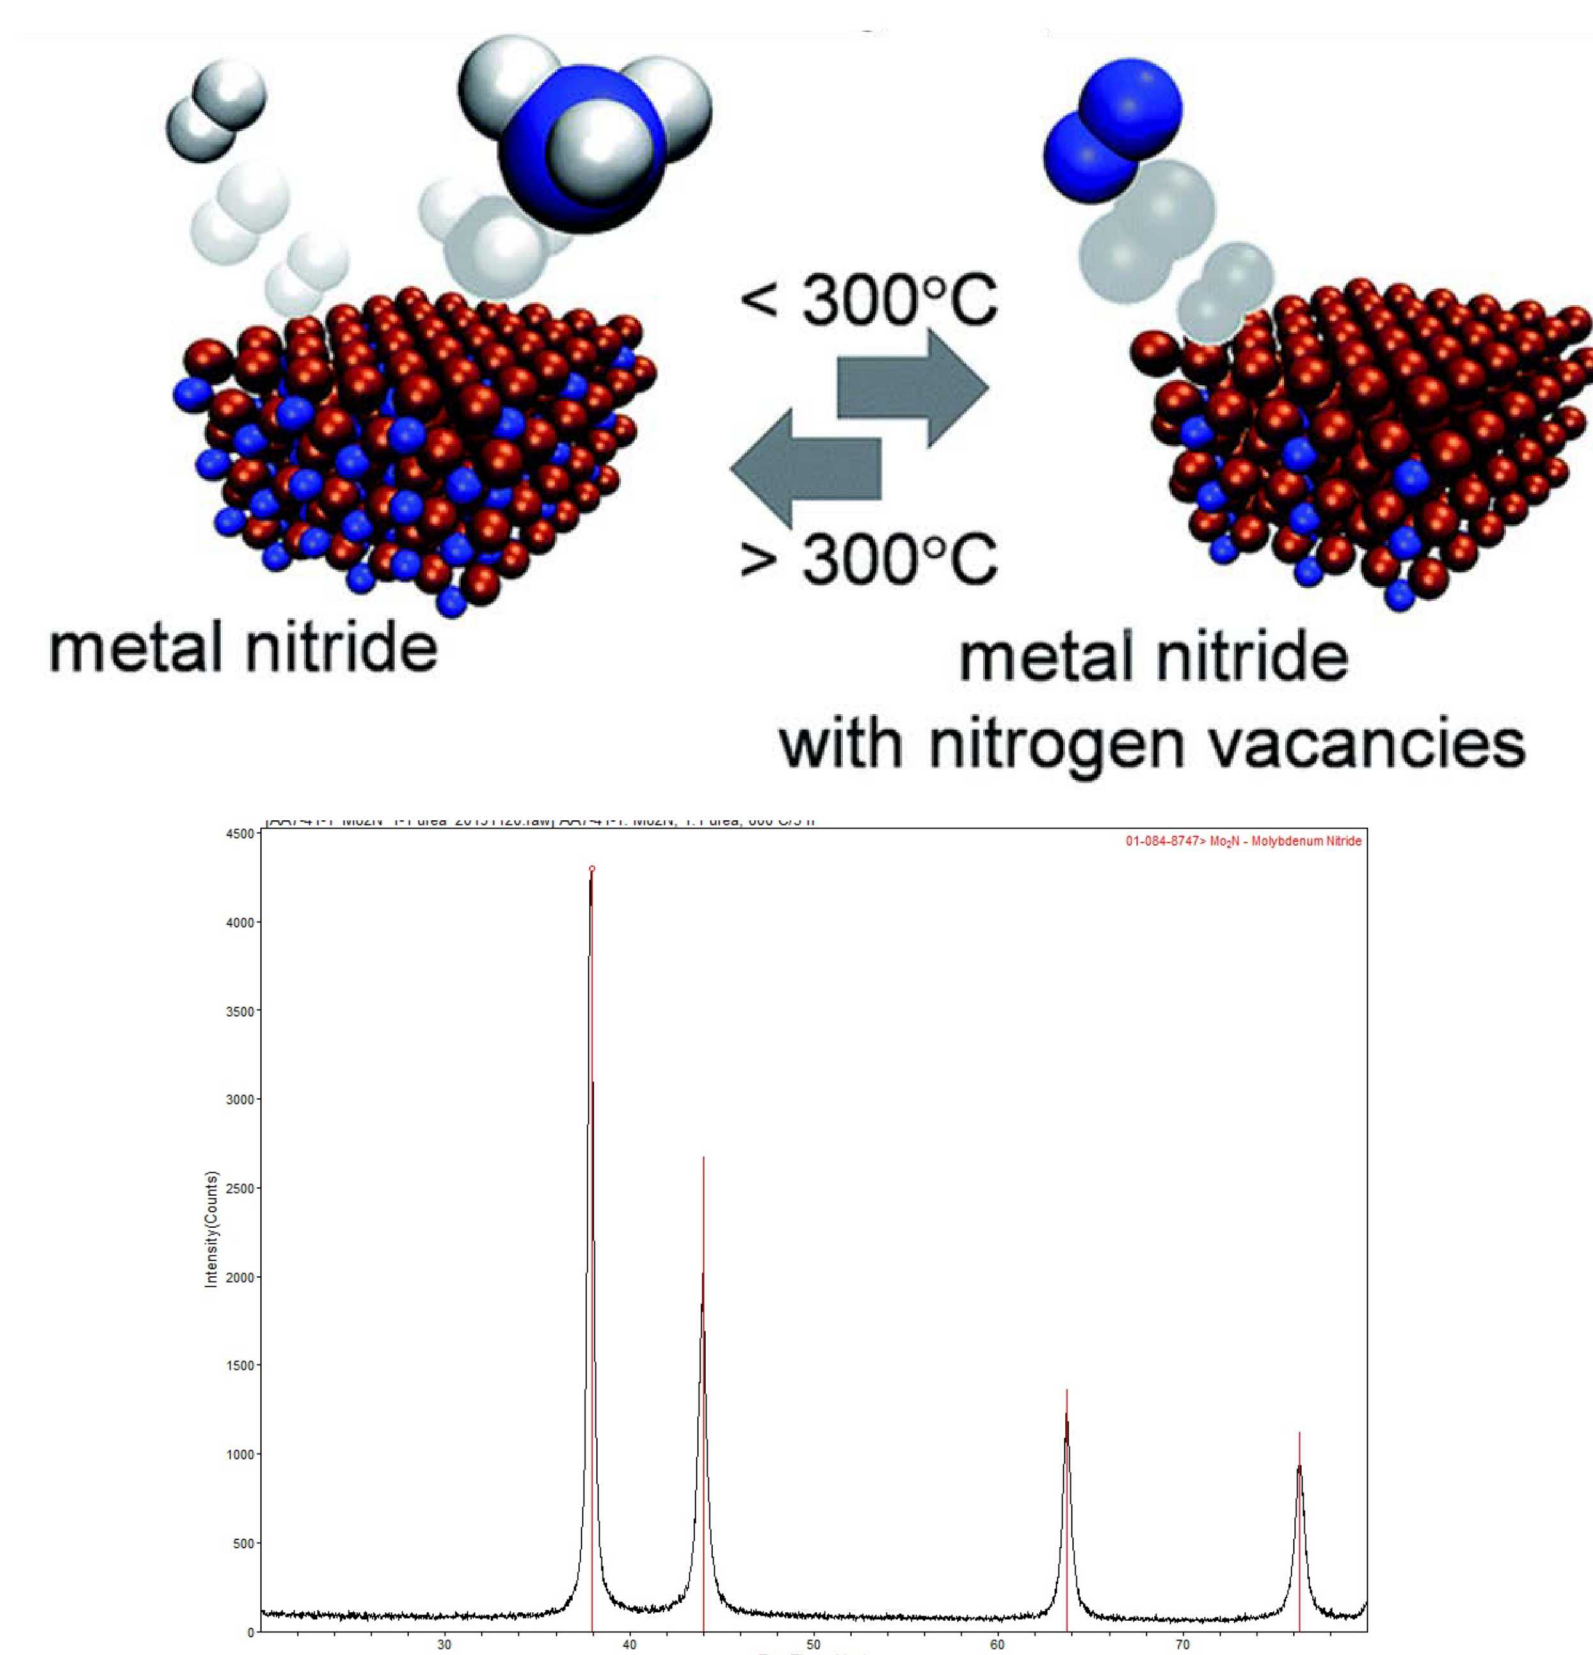 < 300°C
> 300°C
metal nitride
metal nitride
with nitrogen vacancies
01-084-8747> Mo₂N - Molybdenum Nitride
4500
4000
3500
3000
2500
2000
1500
1000
500
0
Intensity(Counts)
30 40 50 60 70